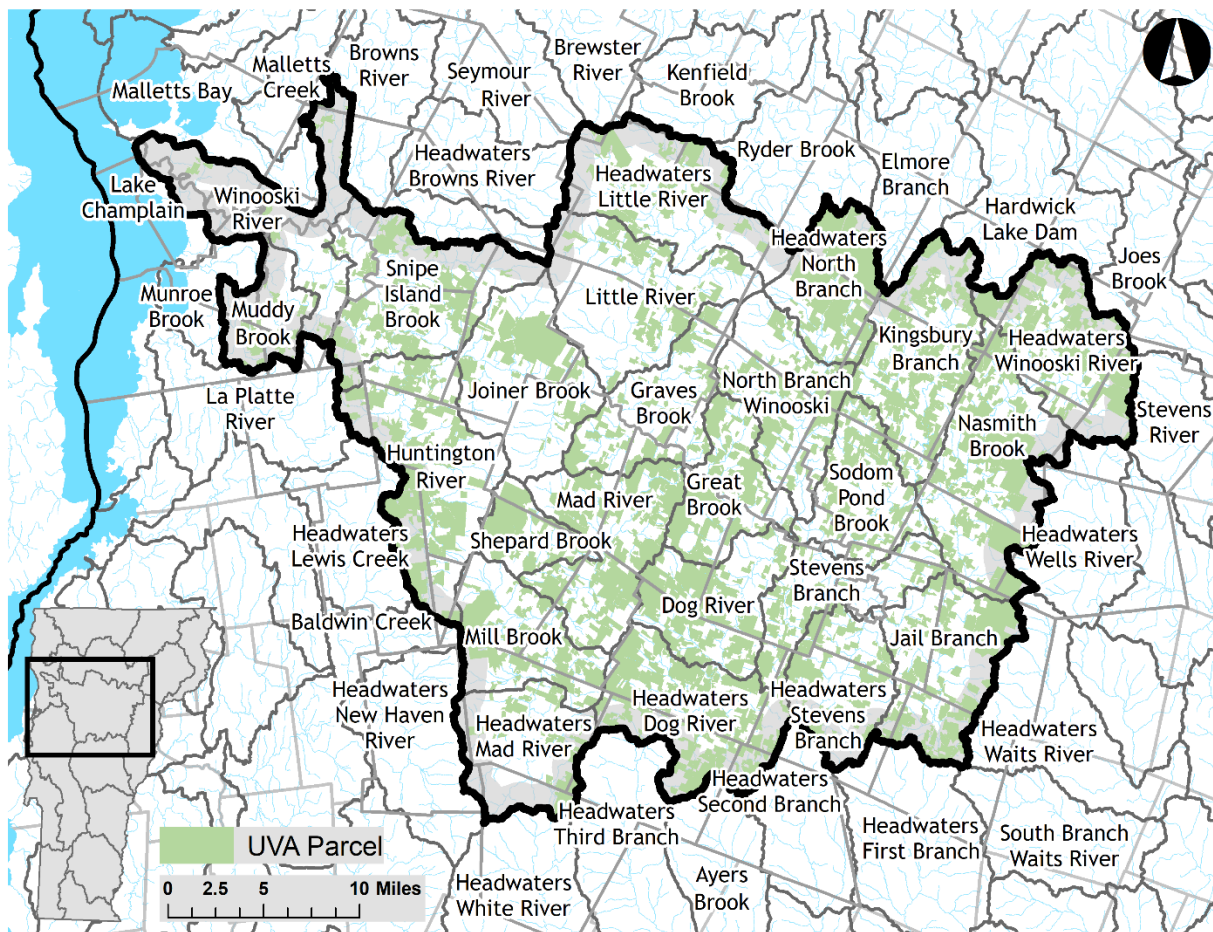 Malletts Bay
Malletts
Creek
Browns
River
Seymour
River
Brewster
River
Kenfield
Brook
Headwaters
Browns River
Ryder Brook
Elmore
Branch
Hardwick
Lake Dam
Joes
Brook
Lake
Champlain
Winooski
River
Headwaters
Little River
Headwaters
North
Branch
Munroe
Brook
Muddy
Brook
Snipe
Island
Brook
Little River
Kingsbury
Branch
Headwaters
Winooski River
La Platte
River
Joiner Brook
Graves
Brook
North Branch
Winooski
Nasmith
Brook
Stevens
River
Huntington
River
Mad River
Great
Brook
Sodom
Pond
Brook
Headwaters
Lewis Creek
Shepard Brook
Stevens
Branch
Headwaters
Wells River
Baldwin Creek
Mill Brook
Dog River
Jail Branch
Headwaters
New Haven
River
Headwaters
Mad River
Headwaters
Dog River
Headwaters
Stevens
Branch
Headwaters
Waits River
Headwaters
Third Branch
Headwaters
Second Branch
Headwaters
First Branch
South Branch
Waits River
Headwaters
White River
Ayers
Brook
UVA Parcel
0 2.5 5 10 Miles